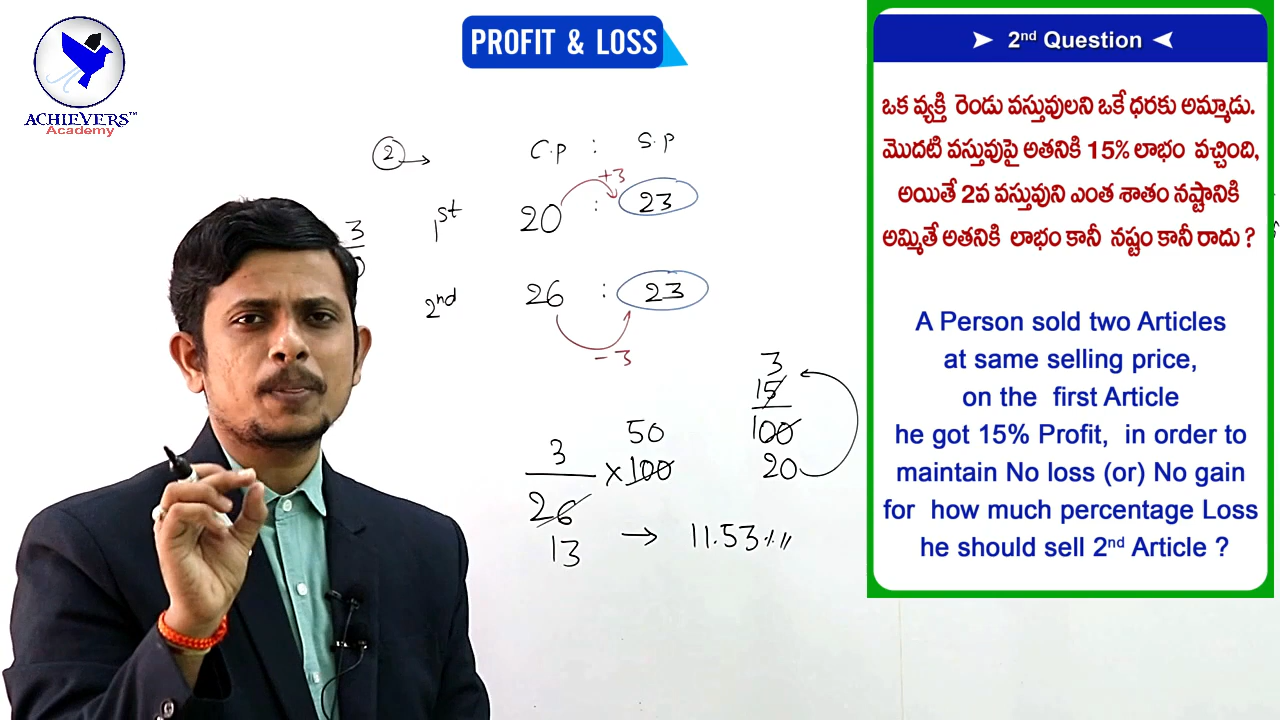 ACHIEVERS™
Academy
PROFIT & LOSS
2 →
C.P : S.P
+3
1st 20 : 23
2nd 26 : 23
-3
3
3/26 × 100
50
13
→ 11.53%
3
15
100
20
➤ 2nd Question ◄
ఒక వ్యక్తి రెండు వస్తువులని ఒకే ధరకు అమ్మాడు.
మొదటి వస్తువుపై అతనికి 15% లాభం వచ్చింది,
అయితే 2వ వస్తువుని ఎంత శాతం నష్టానికి
అమ్మితే అతనికి లాభం కానీ నష్టం కానీ రాదు ?
A Person sold two Articles
at same selling price,
on the first Article
he got 15% Profit, in order to
maintain No loss (or) No gain
for how much percentage Loss
he should sell 2nd Article ?